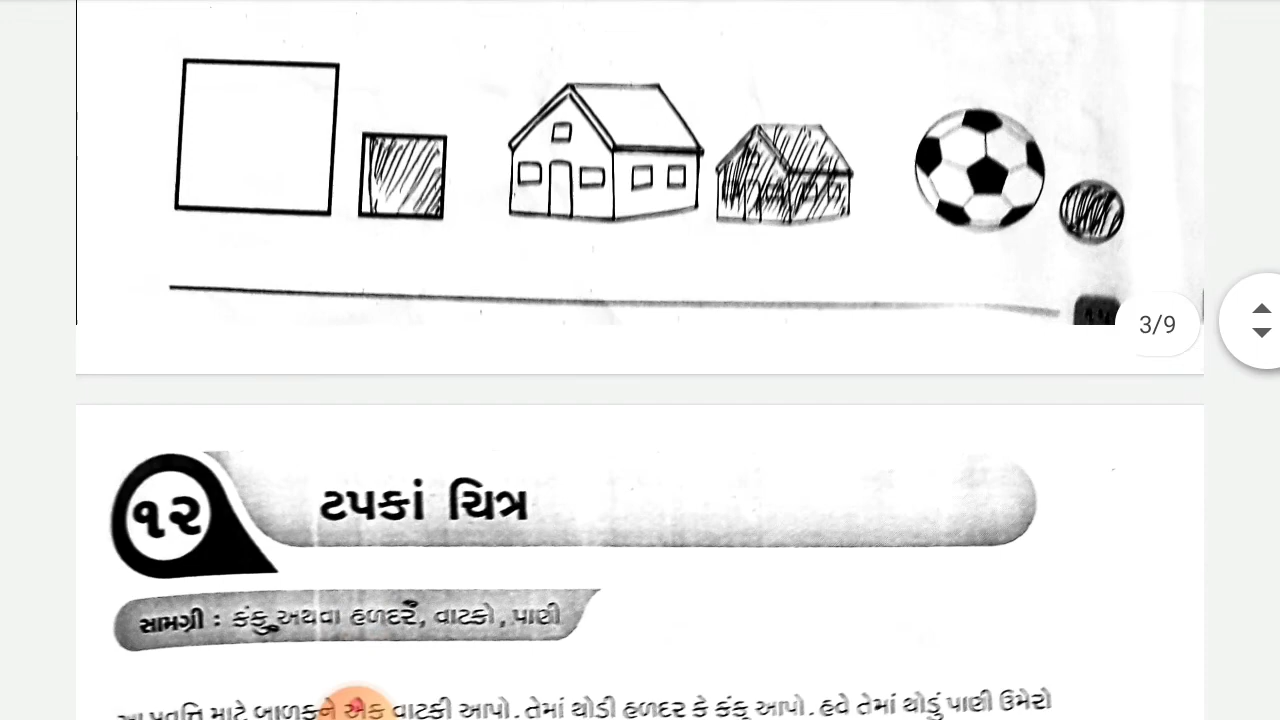 3/9
૧૨
ટપકાં ચિત્ર
સામગ્રી : કંકુ અથવા હળદર, વાટકો, પાણી
આ પ્રવૃત્તિ માટે બાળકને એક વાટકી આપો. તેમાં થોડી હળદર કે કંકુ આપો. હવે તેમાં થોડું પાણી ઉમેરો